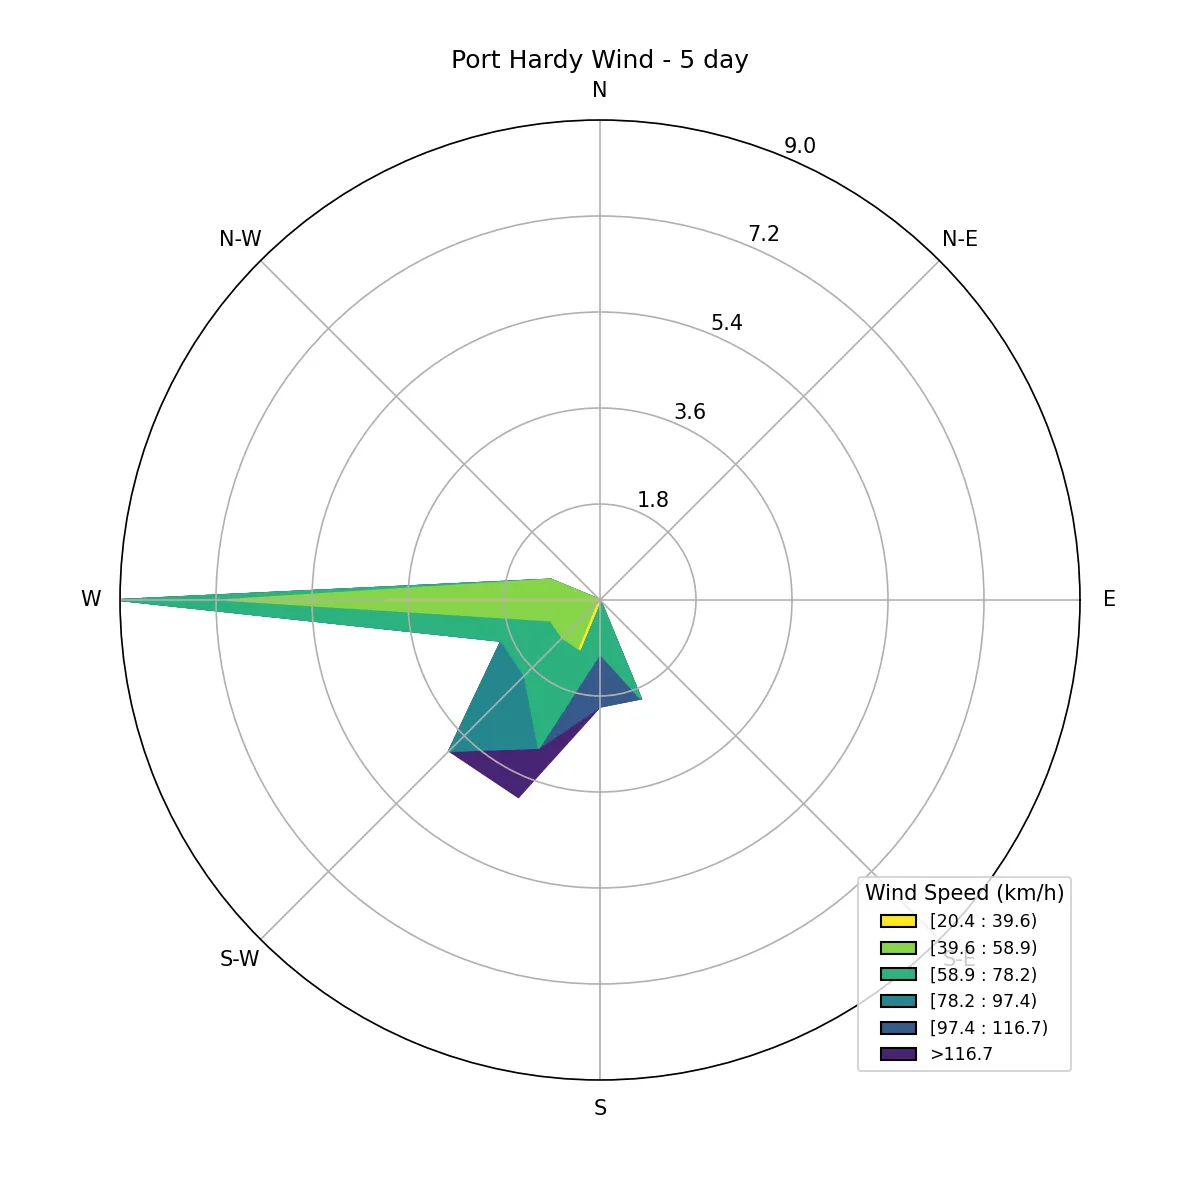 Port Hardy Wind - 5 day
N
9.0
N-W
N-E
7.2
5.4
3.6
1.8
W
E
S-W
S-E
Wind Speed (km/h)
[20.4 : 39.6)
[39.6 : 58.9)
[58.9 : 78.2)
[78.2 : 97.4)
[97.4 : 116.7)
>116.7
S